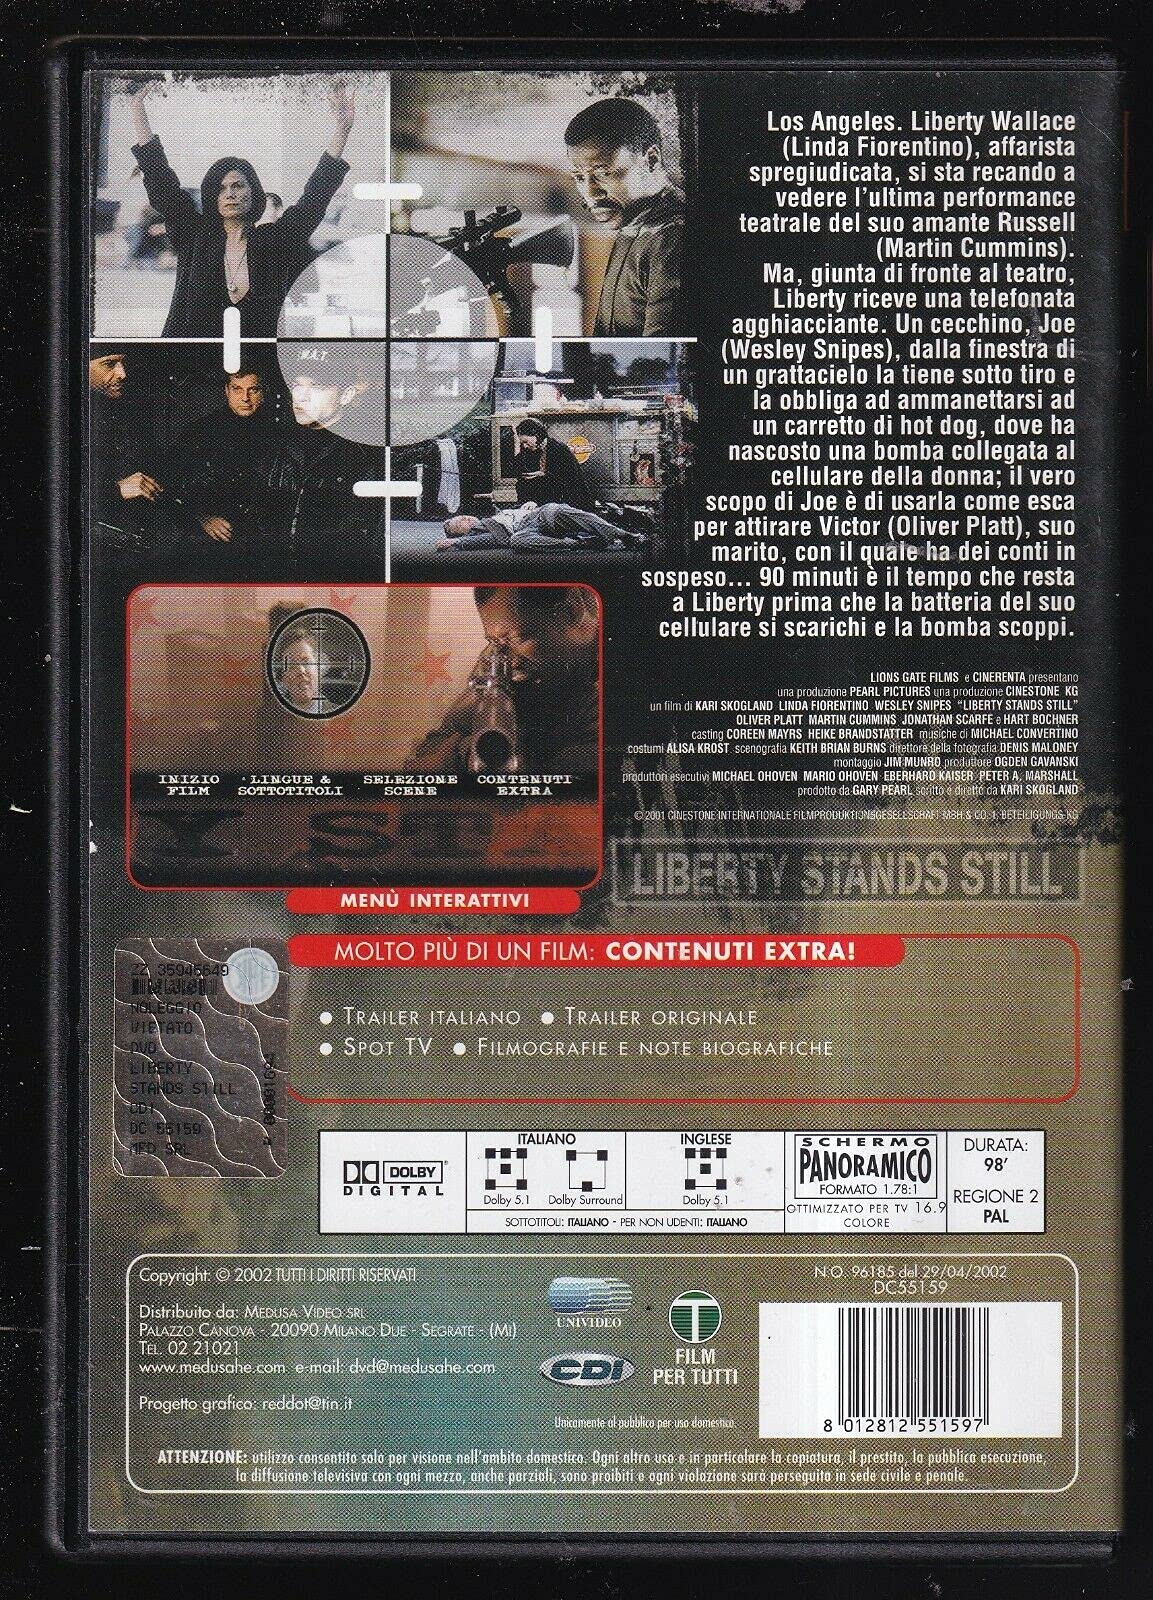 Los Angeles. Liberty Wallace
(Linda Fiorentino), affarista
spregiudicata, si sta recando a
vedere l'ultima performance
teatrale del suo amante Russell
(Martin Cummins).
Ma, giunta di fronte al teatro,
Liberty riceve una telefonata
agghiacciante. Un cecchino, Joe
(Wesley Snipes), dalla finestra di
un grattacielo la tiene sotto tiro e
la obbliga ad ammanettarsi ad
un carretto di hot dog, dove ha
nascosto una bomba collegata al
cellulare della donna; il vero
scopo di Joe è di usarla come esca
per attirare Victor (Oliver Platt), suo
marito, con il quale ha dei conti in
sospeso... 90 minuti è il tempo che resta
a Liberty prima che la batteria del suo
cellulare si scarichi e la bomba scoppi.
LIONS GATE FILMS e CINERENTA presentano
una produzione PEARL PICTURES una produzione CINESTONE KG
un film di KARI SKOGLAND LINDA FIORENTINO WESLEY SNIPES "LIBERTY STANDS STILL"
OLIVER PLATT MARTIN CUMMINS JONATHAN SCARFE e HART BOCHNER
casting COREEN MAYRS HEIKE BRANDSTATTER musiche di MICHAEL CONVERTINO
costumi ALISA KROST scenografia KEITH BRIAN BURNS direttore della fotografia DENIS MALONEY
montaggio JIM MUNRO produttore OGDEN GAVANSKI
produttori esecutivi MICHAEL OHOVEN MARIO OHOVEN EBERHARD KAISER PETER A. MARSHALL
prodotto da GARY PEARL scritto e diretto da KARI SKOGLAND
© 2001 CINESTONE INTERNATIONALE FILMPRODUKTIONSGESELLSCHAFT MBH & CO. 1. BETEILIGUNGS-KG
LIBERTY STANDS STILL
INIZIO FILM
LINGUE & SOTTOTITOLI
SELEZIONE SCENE
CONTENUTI EXTRA
MENÙ INTERATTIVI
MOLTO PIÙ DI UN FILM: CONTENUTI EXTRA!
• TRAILER ITALIANO • TRAILER ORIGINALE
• SPOT TV • FILMOGRAFIE E NOTE BIOGRAFICHE
ZZ 35945649
NOLEGGIO
VIETATO
DVD
LIBERTY
STANDS STILL
CDI
DC 55159
MED SRL
DOLBY
DIGITAL
ITALIANO
Dolby 5.1 Dolby Surround
INGLESE
Dolby 5.1
SOTTOTITOLI: ITALIANO - PER NON UDENTI: ITALIANO
SCHERMO
PANORAMICO
FORMATO 1.78:1
OTTIMIZZATO PER TV 16.9
COLORE
DURATA:
98'
REGIONE 2
PAL
Copyright: © 2002 TUTTI I DIRITTI RISERVATI
Distribuito da: MEDUSA VIDEO SRL
PALAZZO CANOVA - 20090 MILANO DUE - SEGRATE - (MI)
TEL. 02 21021
www.medusahe.com e-mail: dvd@medusahe.com
Progetto grafico: reddot@tin.it
UNIVIDEO
CDI
T
FILM
PER TUTTI
Unicamente al pubblico per uso domestico
N.O. 96185 del 29/04/2002
DC55159
8 012812 551597
ATTENZIONE: utilizzo consentito solo per visione nell'ambito domestico. Ogni altro uso e in particolare la copiatura, il prestito, la pubblica esecuzione,
la diffusione televisiva con ogni mezzo, anche parziali, sono proibiti e ogni violazione sarà perseguita in sede civile e penale.